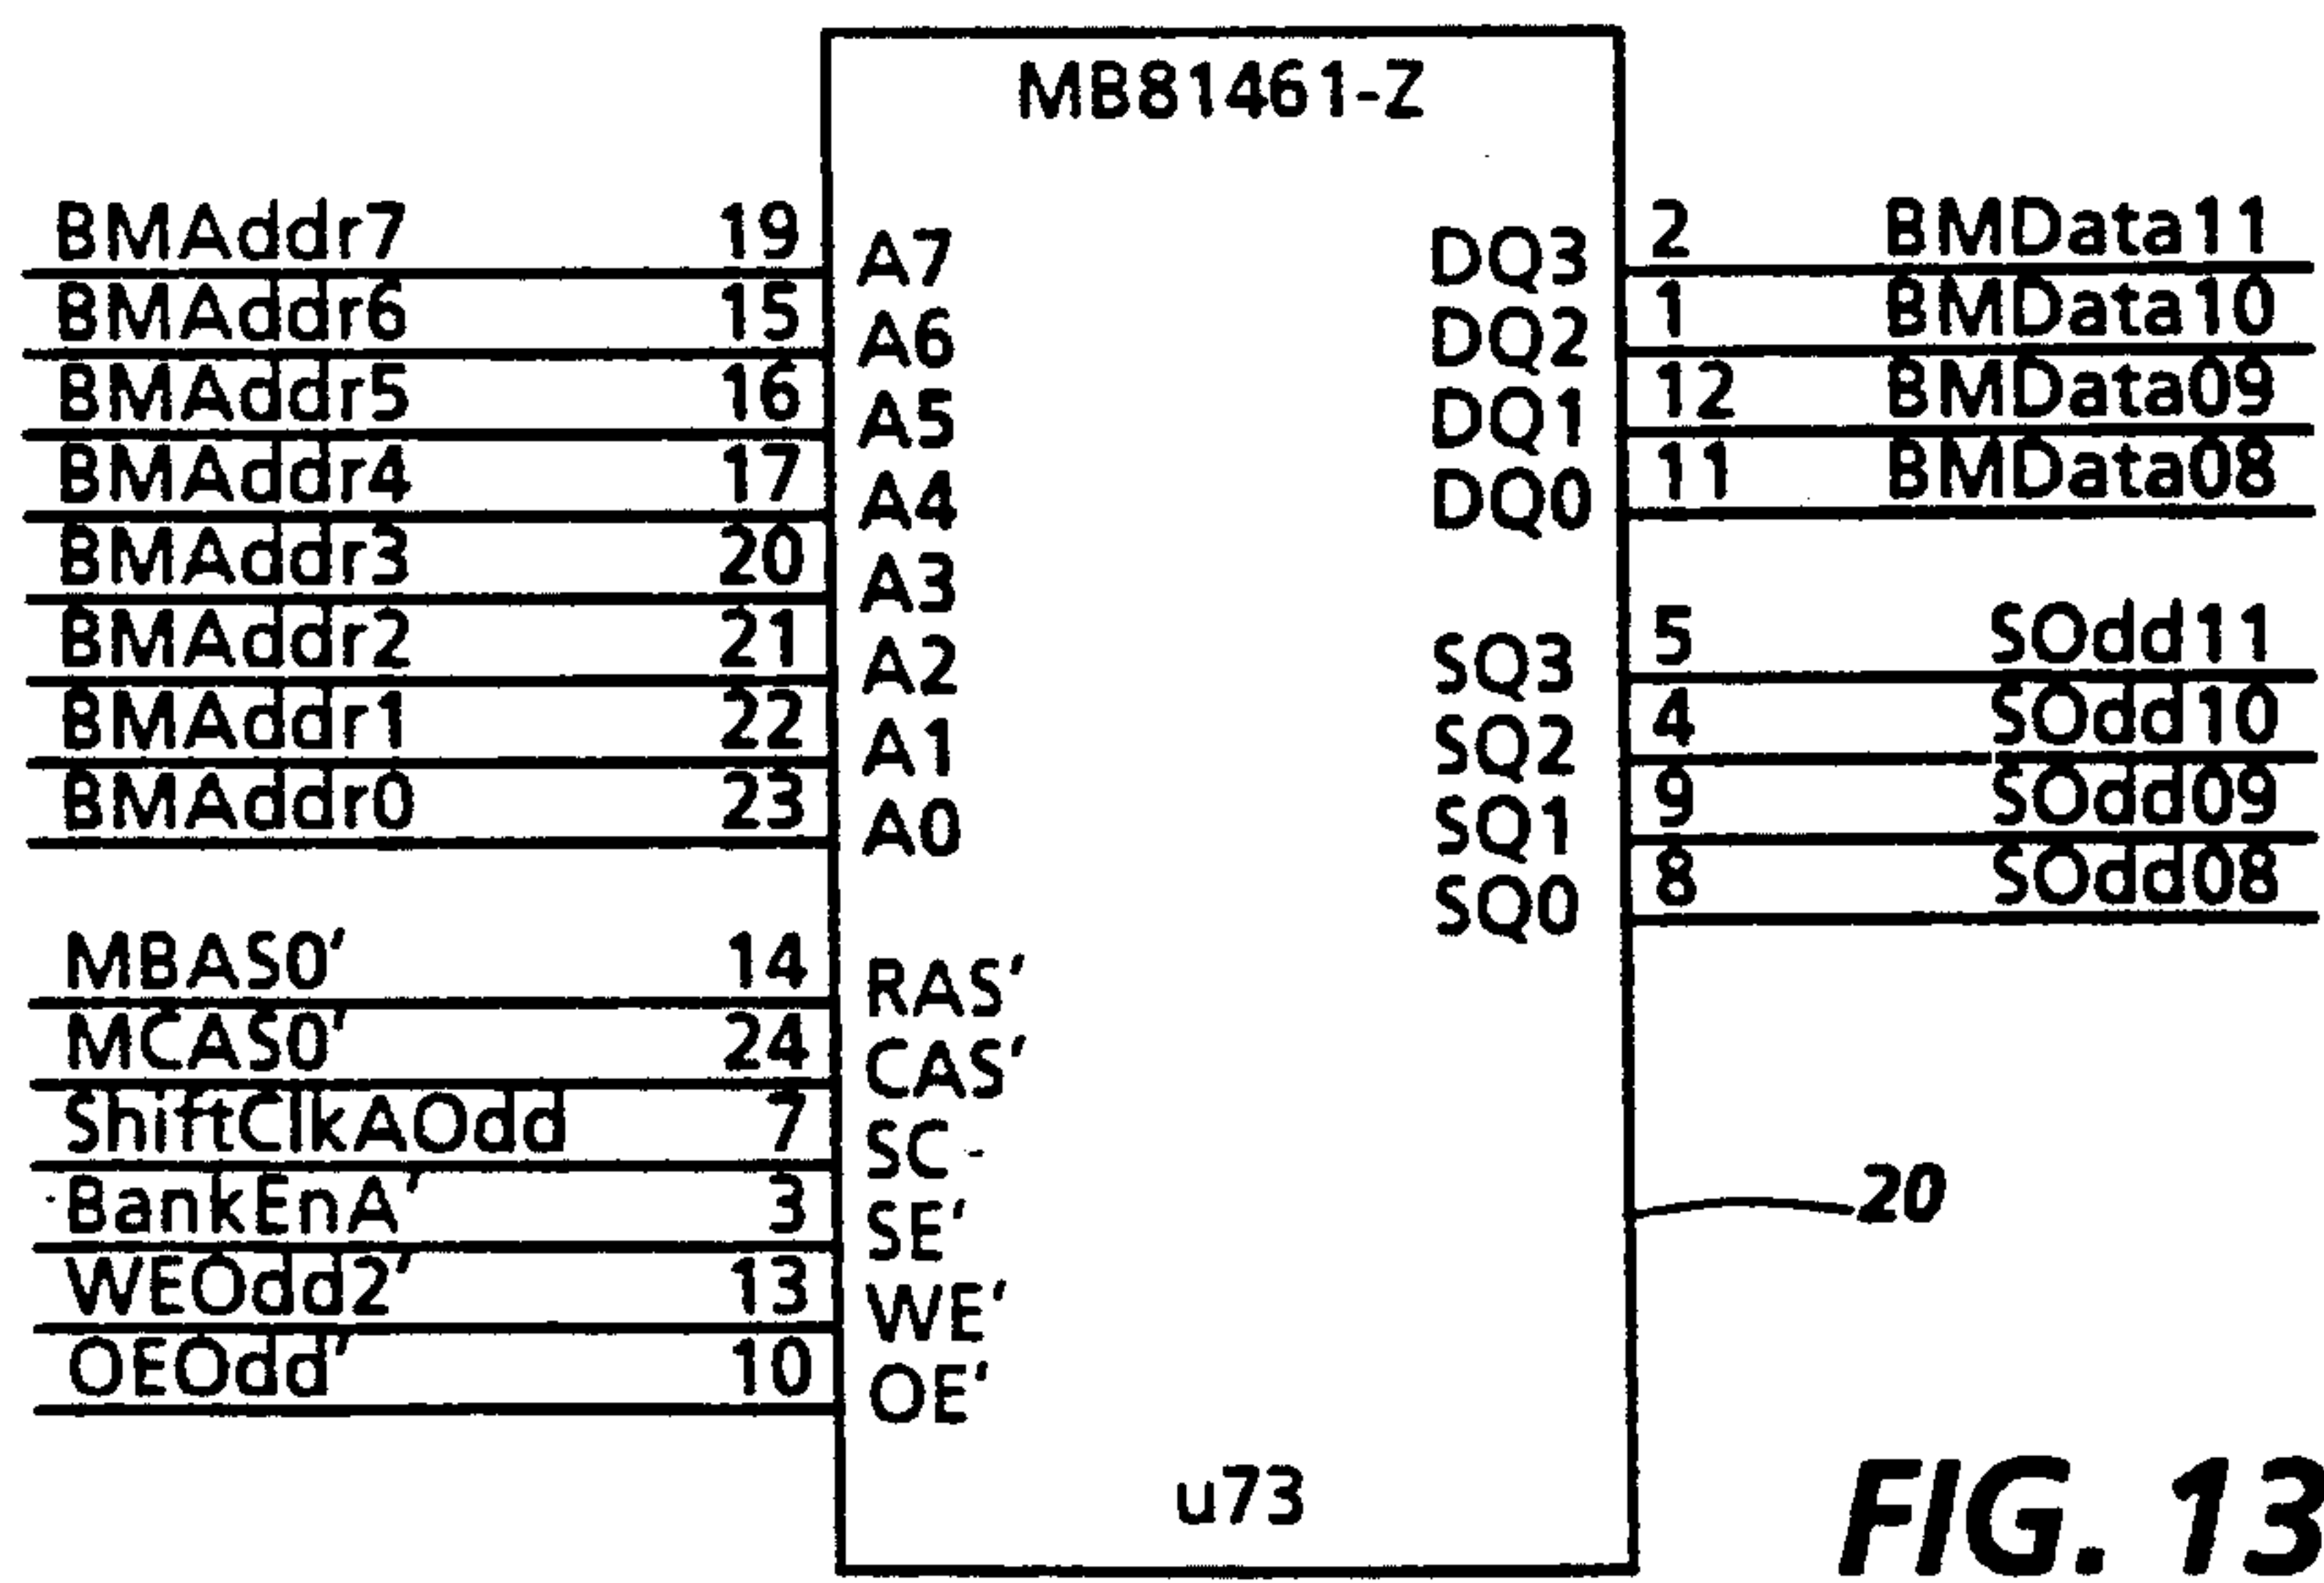 MB81461-Z
BMAddr7 19 A7 DQ3 2 BMData11
BMAddr6 15 A6 DQ2 1 BMData10
BMAddr5 16 A5 DQ1 12 BMData09
BMAddr4 17 A4 DQ0 11 BMData08
BMAddr3 20 A3
BMAddr2 21 A2 SQ3 5 SOdd11
BMAddr1 22 A1 SQ2 4 SOdd10
BMAddr0 23 A0 SQ1 9 SOdd09
SQ0 8 SOdd08
MBAS0' 14 RAS'
MCAS0' 24 CAS'
ShiftClkAOdd 7 SC
BankEnA' 3 SE' 20
WEOdd2' 13 WE'
OEOdd' 10 OE'
u73
FIG. 13